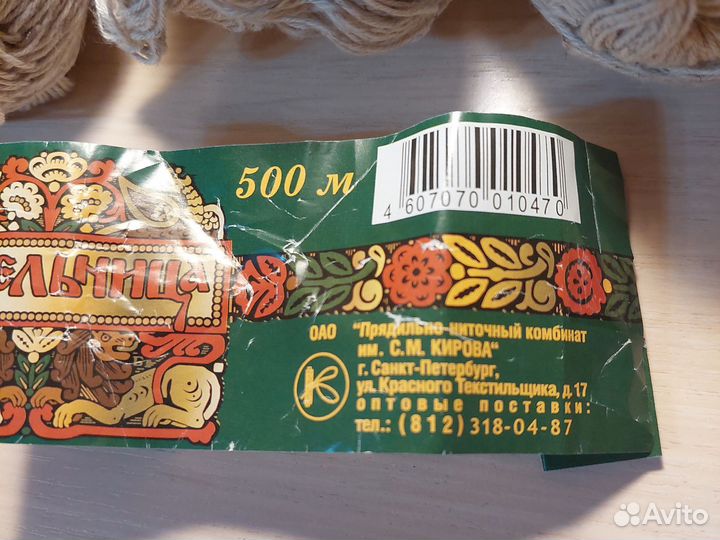 500 м
4 607070 010470
ЕЛЬНИЦА
ОАО "Прядильно-ниточный комбинат
им. С.М. КИРОВА"
г. Санкт-Петербург,
ул. Красного Текстильщика, д.17
оптовые поставки:
тел.: (812) 318-04-87
Avito